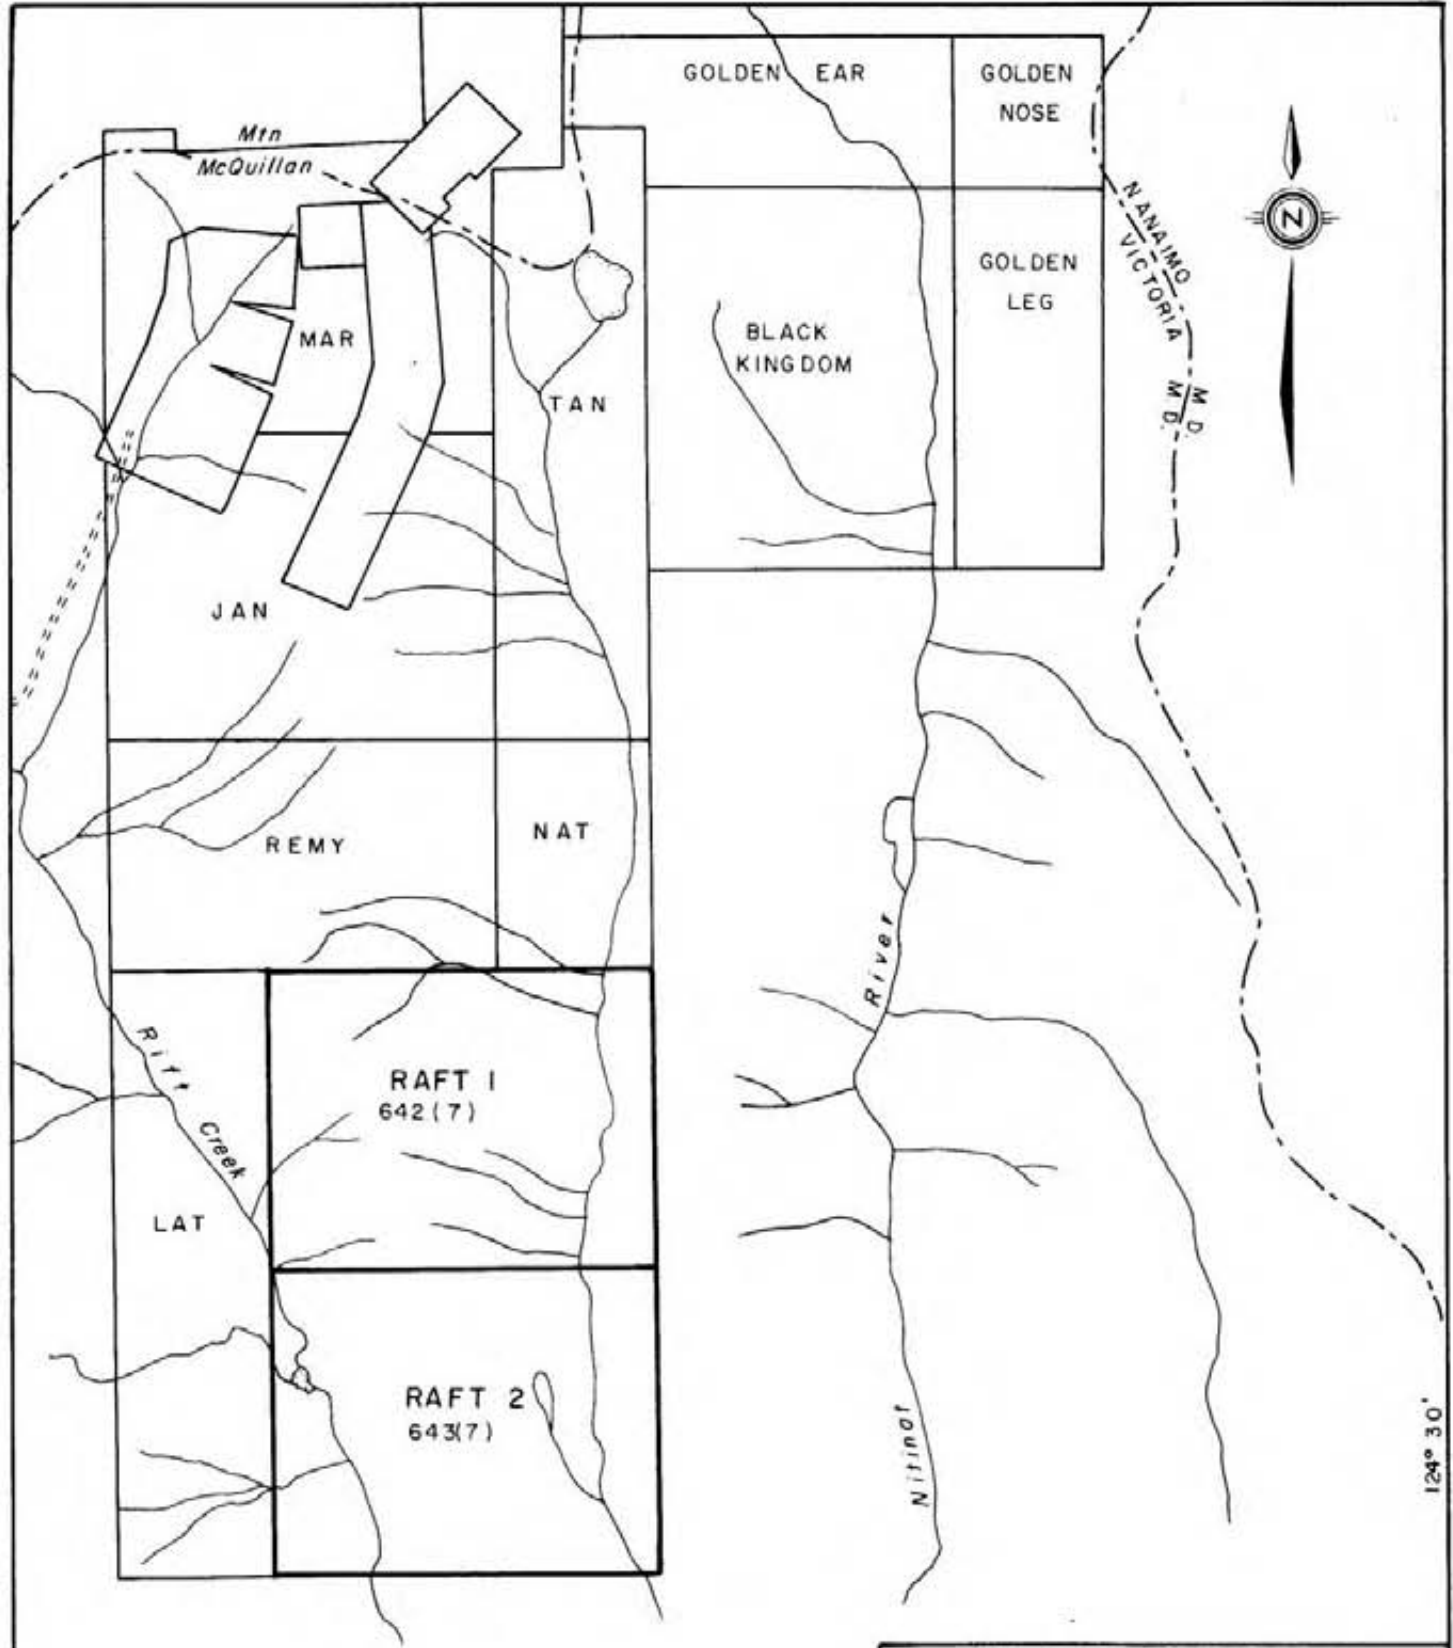 GOLDEN EAR
GOLDEN
NOSE
Mtn
McQuillan
NANAIMO M D.
VICTORIA M D.
N
GOLDEN
LEG
BLACK
KINGDOM
MAR
TAN
JAN
REMY
NAT
River
Rift Creek
RAFT 1
642(7)
LAT
RAFT 2
643(7)
Nitinat
124° 30'